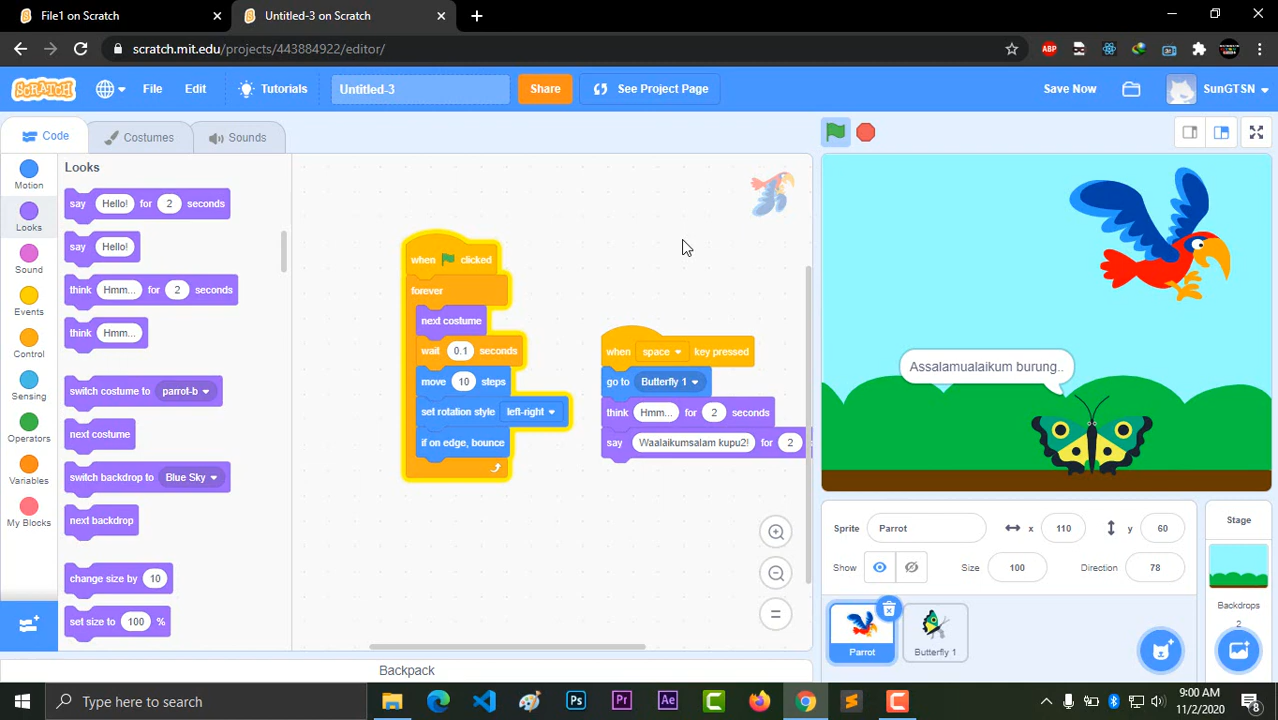 File1 on Scratch
Untitled-3 on Scratch
scratch.mit.edu/projects/443884922/editor/
ABP
SCRATCH
File
Edit
Tutorials
Untitled-3
Share
See Project Page
Save Now
SunGTSN
Code
Costumes
Sounds
Motion
Looks
Sound
Events
Control
Sensing
Operators
Variables
My Blocks
Looks
say Hello! for 2 seconds
say Hello!
think Hmm... for 2 seconds
think Hmm...
switch costume to parrot-b
next costume
switch backdrop to Blue Sky
next backdrop
change size by 10
set size to 100 %
when clicked
forever
next costume
wait 0.1 seconds
move 10 steps
set rotation style left-right
if on edge, bounce
when space key pressed
go to Butterfly 1
think Hmm... for 2 seconds
say Waalaikumsalam kupu2! for 2
Assalamualaikum burung..
Sprite Parrot x 110 y 60
Show Size 100 Direction 78
Parrot
Butterfly 1
Stage
Backdrops
2
Backpack
Type here to search
Ps
Pr
Ae
9:00 AM
11/2/2020
8